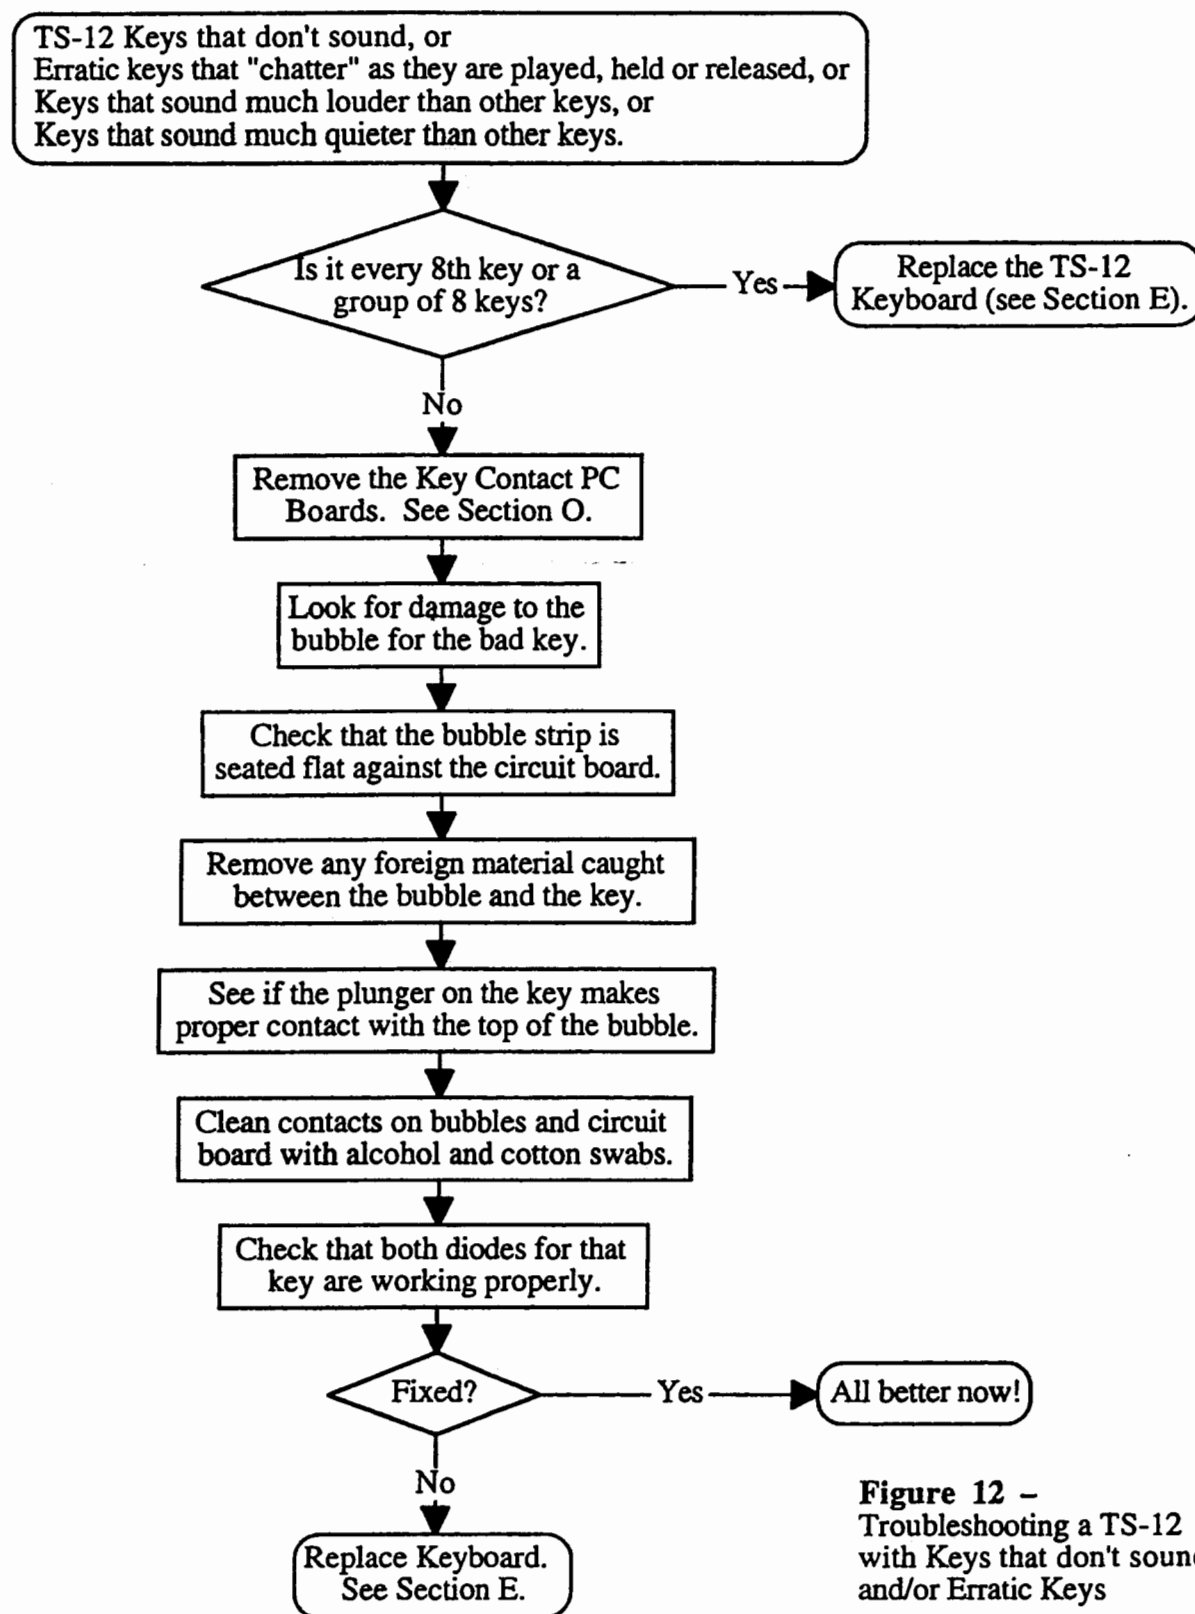 TS-12 Keys that don't sound, or
Erratic keys that "chatter" as they are played, held or released, or
Keys that sound much louder than other keys, or
Keys that sound much quieter than other keys.
Is it every 8th key or a
group of 8 keys?
Yes
Replace the TS-12
Keyboard (see Section E).
No
Remove the Key Contact PC
Boards. See Section O.
Look for damage to the
bubble for the bad key.
Check that the bubble strip is
seated flat against the circuit board.
Remove any foreign material caught
between the bubble and the key.
See if the plunger on the key makes
proper contact with the top of the bubble.
Clean contacts on bubbles and circuit
board with alcohol and cotton swabs.
Check that both diodes for that
key are working properly.
Fixed?
Yes
All better now!
No
Replace Keyboard.
See Section E.
Figure 12 –
Troubleshooting a TS-12
with Keys that don't soun
and/or Erratic Keys